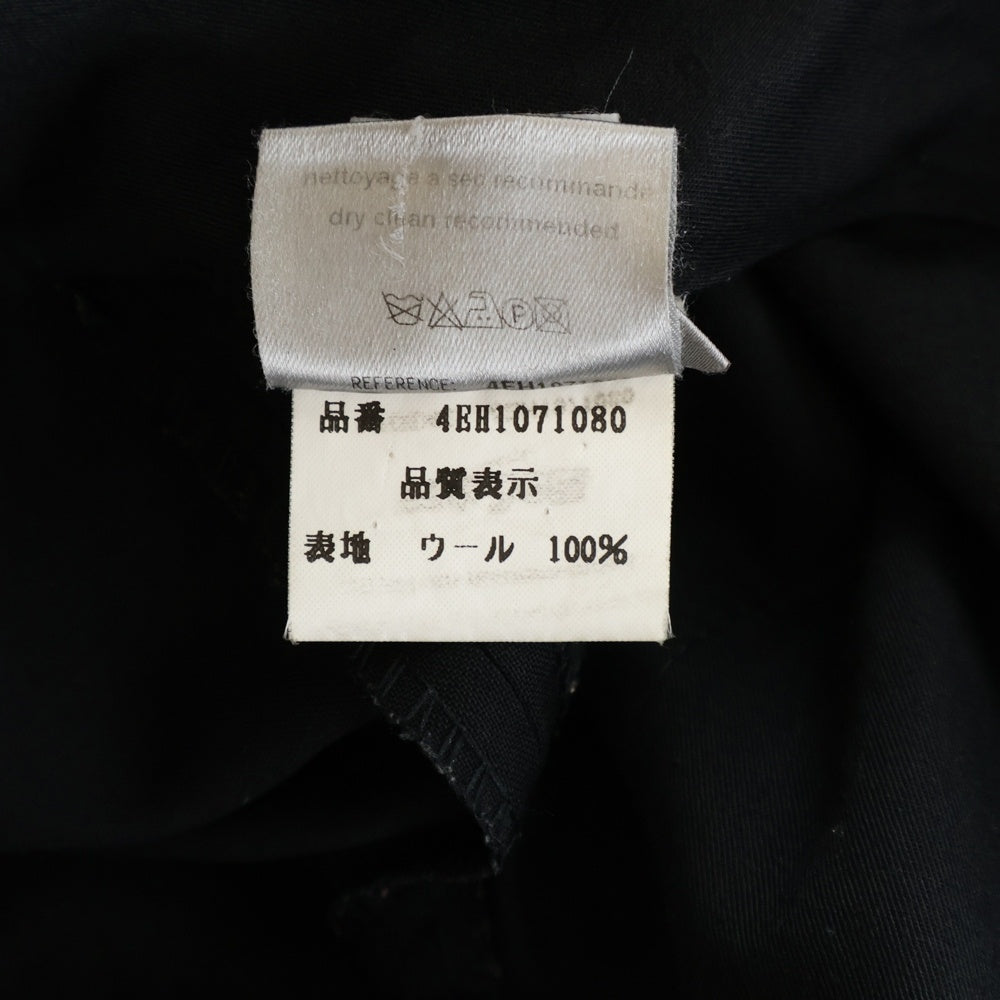 nettoyage a sec recommande
dry clean recommended
P
REFERENCE: 4EH1071080
品番 4EH1071080
品質表示
表地 ウール 100%